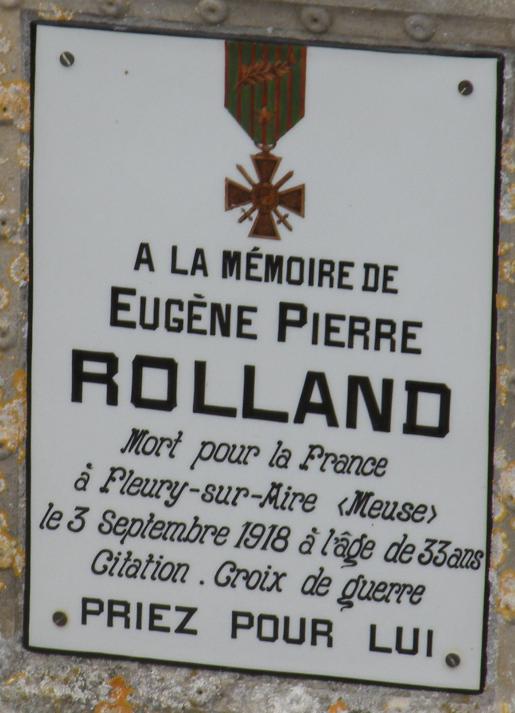 A LA MÉMOIRE DE
EUGÈNE PIERRE
ROLLAND
Mort pour la France
à Fleury-sur-Aire <Meuse>
le 3 Septembre 1918 à l'âge de 33 ans
Citation . Croix de guerre
PRIEZ POUR LUI